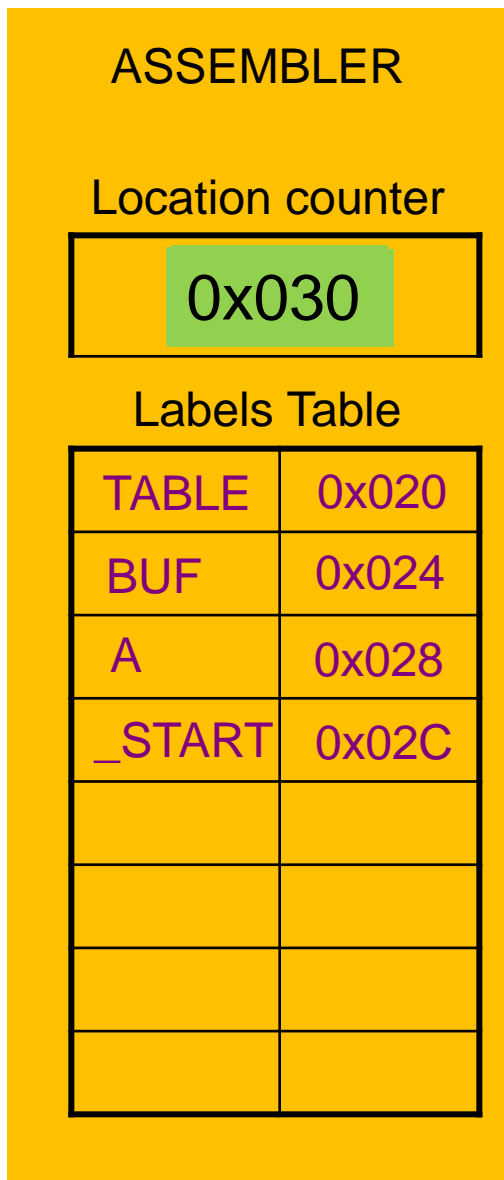 ASSEMBLER
Location counter
0x030
Labels Table
TABLE 0x020
BUF 0x024
A 0x028
_START 0x02C